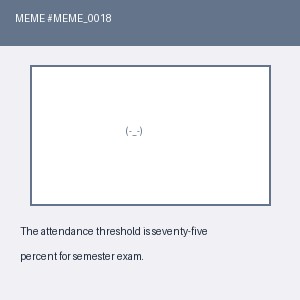 MEME #MEME_0018
(-_-)
The attendance threshold is seventy-five
percent for semester exam.